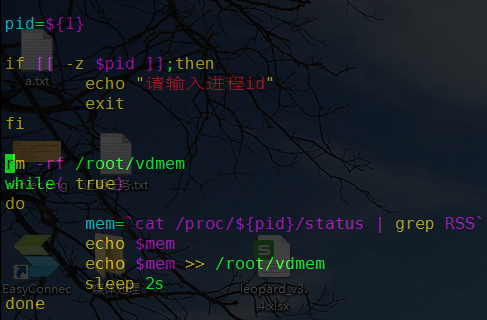 pid=${1}
if [[ -z $pid ]];then
a.txt
echo "请输入进程id"
exit
fi
rm -rf /root/vdmem
while( true)
.txt
do
mem=`cat /proc/${pid}/status | grep RSS`
echo $mem
echo $mem >> /root/vdmem
sleep 2s
EasyConnec
leopard_v3.
4.xlsx
done